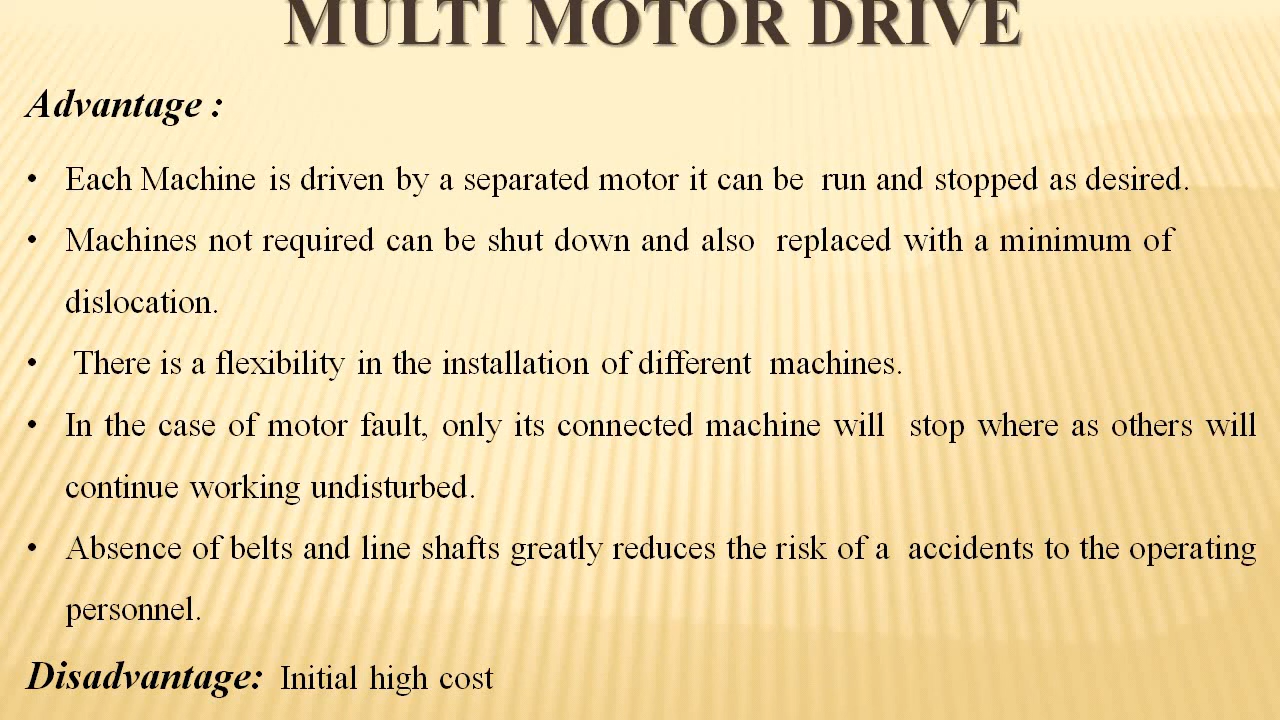 MULTI MOTOR DRIVE
Advantage :
• Each Machine is driven by a separated motor it can be run and stopped as desired.
• Machines not required can be shut down and also replaced with a minimum of
dislocation.
• There is a flexibility in the installation of different machines.
• In the case of motor fault, only its connected machine will stop where as others will
continue working undisturbed.
• Absence of belts and line shafts greatly reduces the risk of a accidents to the operating
personnel.
Disadvantage: Initial high cost